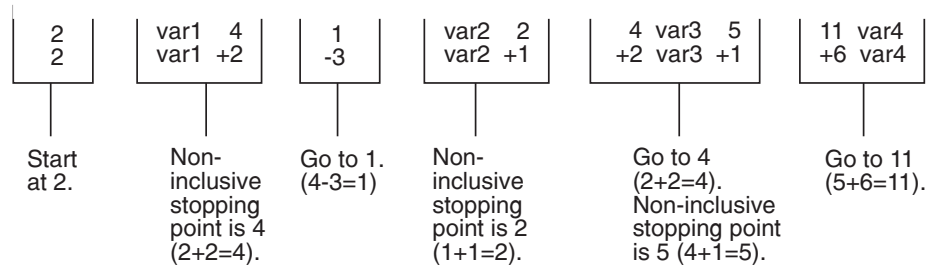 2 var1 4 1 var2 2 4 var3 5 11 var4
2 var1 +2 -3 var2 +1 +2 var3 +1 +6 var4
Start
at 2.
Non-
inclusive
stopping
point is 4
(2+2=4).
Go to 1.
(4-3=1)
Non-
inclusive
stopping
point is 2
(1+1=2).
Go to 4
(2+2=4).
Non-inclusive
stopping point
is 5 (4+1=5).
Go to 11
(5+6=11).